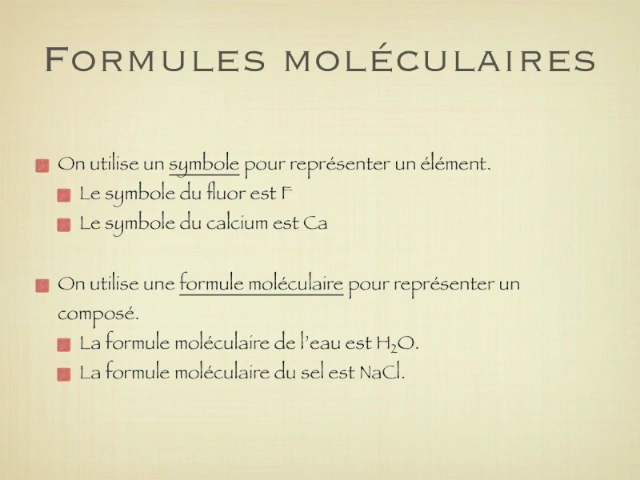 Formules moléculaires
On utilise un symbole pour représenter un élément.
Le symbole du fluor est F
Le symbole du calcium est Ca
On utilise une formule moléculaire pour représenter un
composé.
La formule moléculaire de l'eau est H₂O.
La formule moléculaire du sel est NaCl.